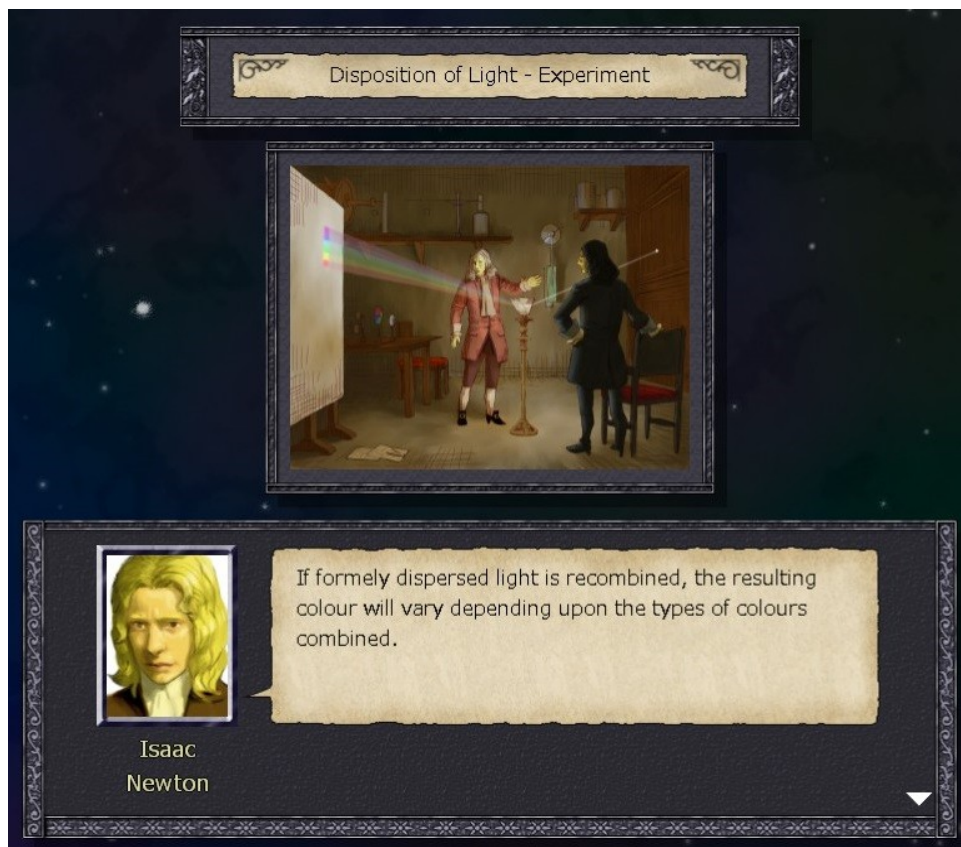 Disposition of Light - Experiment
If formely dispersed light is recombined, the resulting
colour will vary depending upon the types of colours
combined.
Isaac
Newton